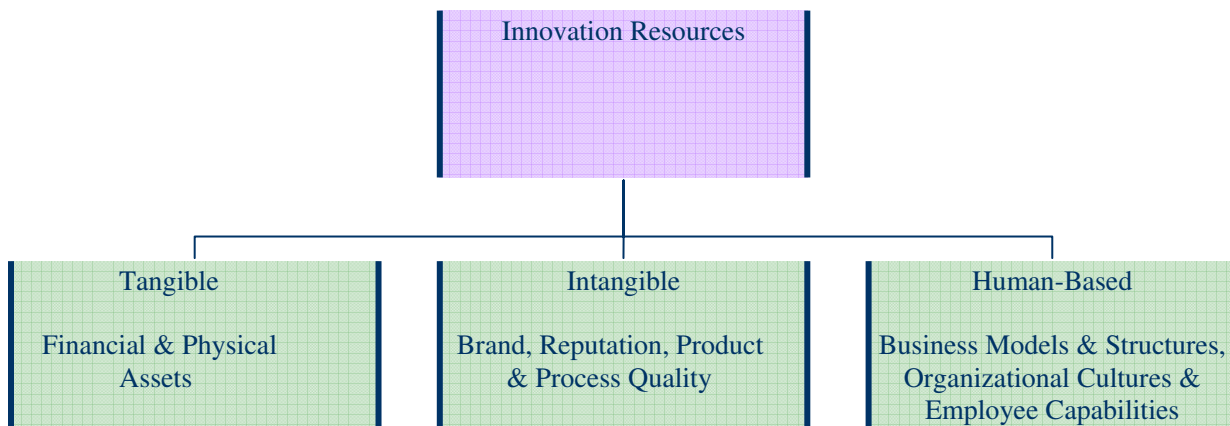 Innovation Resources
Tangible
Financial & Physical
Assets
Intangible
Brand, Reputation, Product
& Process Quality
Human-Based
Business Models & Structures,
Organizational Cultures &
Employee Capabilities